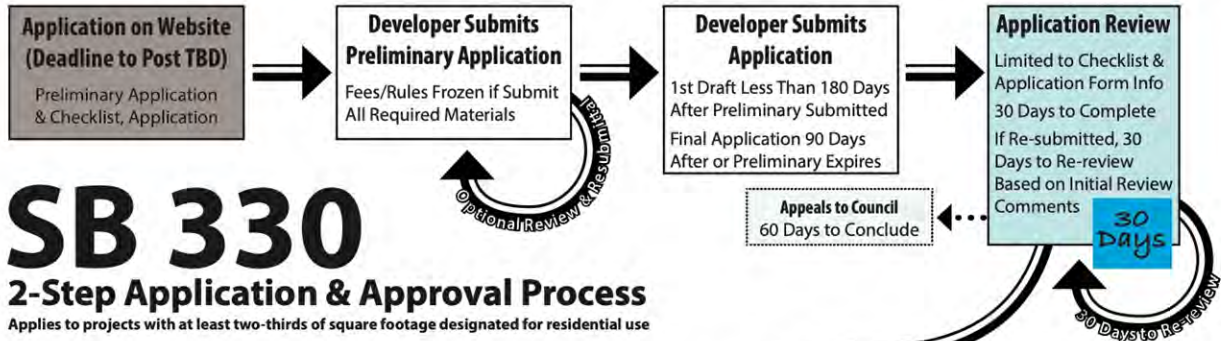 Application on Website
(Deadline to Post TBD)
Preliminary Application
& Checklist, Application
Developer Submits
Preliminary Application
Fees/Rules Frozen if Submit
All Required Materials
Optional Review & Resubmittal
Developer Submits
Application
1st Draft Less Than 180 Days
After Preliminary Submitted
Final Application 90 Days
After or Preliminary Expires
Application Review
Limited to Checklist &
Application Form Info
30 Days to Complete
If Re-submitted, 30
Days to Re-review
Based on Initial Review
Comments
30
Days
30 Days to Re-review
Appeals to Council
60 Days to Conclude
SB 330
2-Step Application & Approval Process
Applies to projects with at least two-thirds of square footage designated for residential use